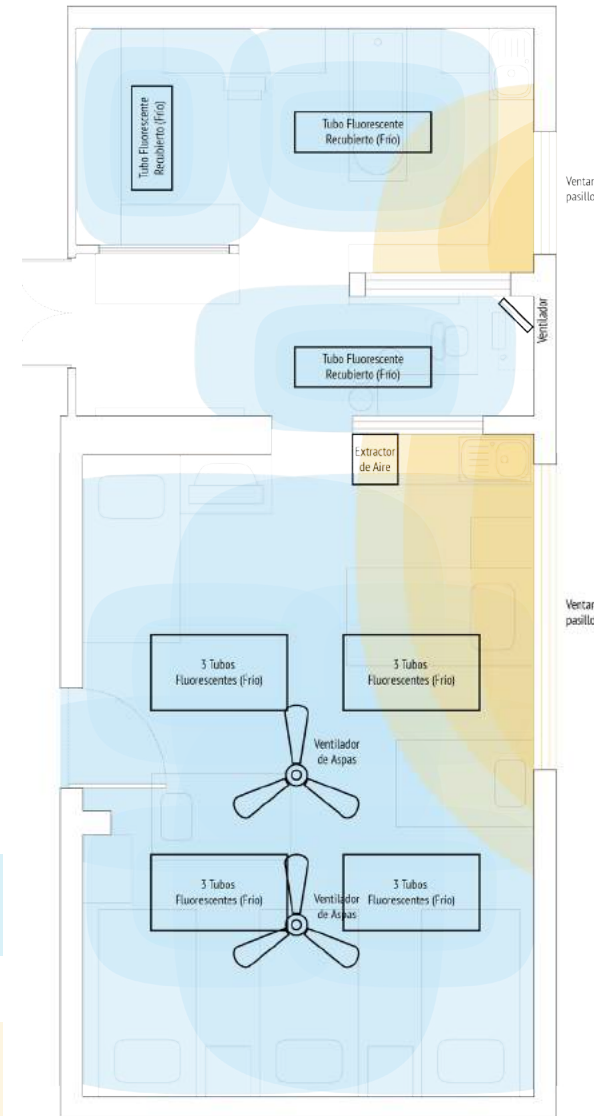 Tubo Fluorescente
Recubierto (Frío)
Tubo Fluorescente
Recubierto (Frío)
pasillo
Ventilador
Tubo Fluorescente
Recubierto (Frío)
Extractor
de Aire
pasillo
3 Tubos
Fluorescentes (Frío)
3 Tubos
Fluorescentes (Frío)
Ventilador
de Aspas
3 Tubos
Fluorescentes (Frío)
Ventilador
de Aspas
3 Tubos
Fluorescentes (Frío)